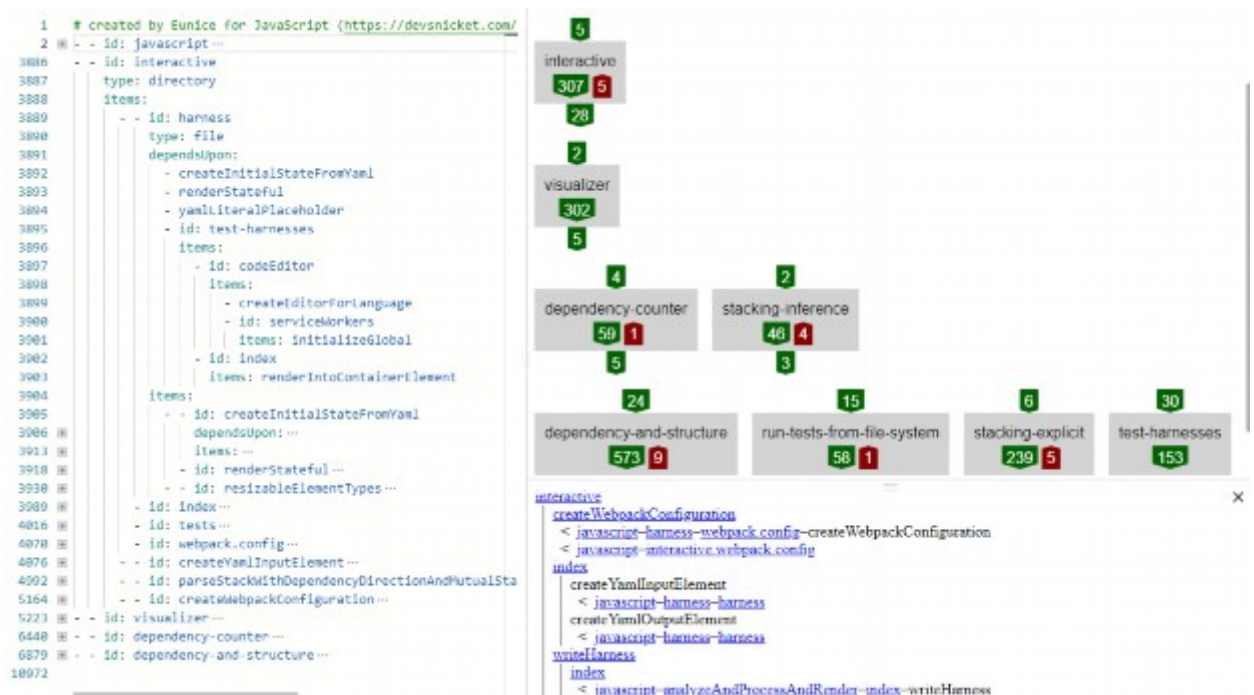 1 # created by Eunice for JavaScript (https://devsnicket.com/
2 - - id: javascript...
3886 - - id: interactive
3887 type: directory
3888 items:
3889 - - id: harness
3890 type: file
3891 dependsUpon:
3892 - createInitialStateFromYaml
3893 - renderStateful
3894 - yamlLiteralPlaceholder
3895 - id: test-harnesses
3896 items:
3897 - id: codeEditor
3898 items:
3899 - createEditorForLanguage
3900 - id: serviceWorkers
3901 items: initializeGlobal
3902 - id: index
3903 items: renderIntoContainerElement
3904 items:
3905 - - id: createInitialStateFromYaml
3906 dependsUpon: ...
3913 items: ...
3918 - id: renderStateful...
3930 - - id: resizableElementTypes...
3989 - id: index...
4016 - id: tests...
4070 - id: webpack.config...
4076 - - id: createYamlInputElement...
4992 - - id: parseStackWithDependencyDirectionAndMutualSta
5164 - - id: createWebpackConfiguration...
5223 - - id: visualizer...
6440 - - id: dependency-counter...
6879 - - id: dependency-and-structure...
10972
5
interactive
307 5
28
2
visualizer
302
5
4 2
dependency-counter stacking-inference
59 1 46 4
5 3
24 15 6 30
dependency-and-structure run-tests-from-file-system stacking-explicit test-harnesses
573 9 58 1 239 5 153
interactive
createWebpackConfiguration
< javascript–harness–webpack.config–createWebpackConfiguration
< javascript–interactive.webpack.config
index
createYamlInputElement
< javascript–harness–harness
createYamlOutputElement
< javascript–harness–harness
writeHarness
index
< javascript–analyzeAndProcessAndRender–index–writeHarness